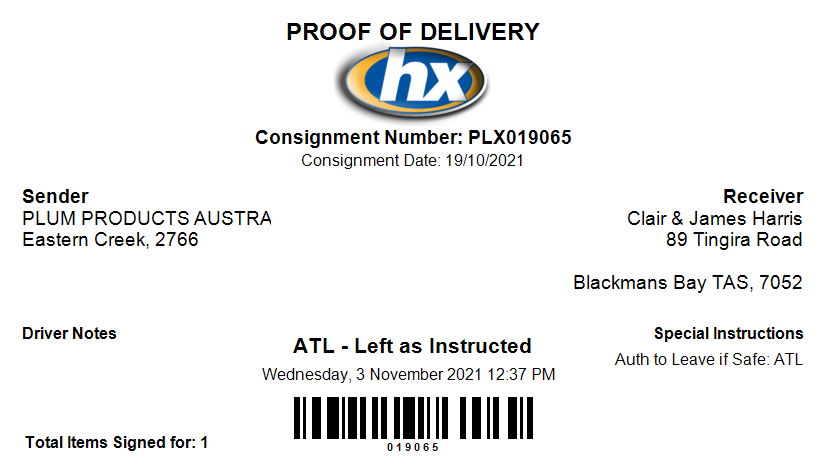 PROOF OF DELIVERY
hx
Consignment Number: PLX019065
Consignment Date: 19/10/2021
Sender
PLUM PRODUCTS AUSTRA
Eastern Creek, 2766
Receiver
Clair & James Harris
89 Tingira Road
Blackmans Bay TAS, 7052
Driver Notes
ATL - Left as Instructed
Wednesday, 3 November 2021 12:37 PM
Special Instructions
Auth to Leave if Safe: ATL
019065
Total Items Signed for: 1